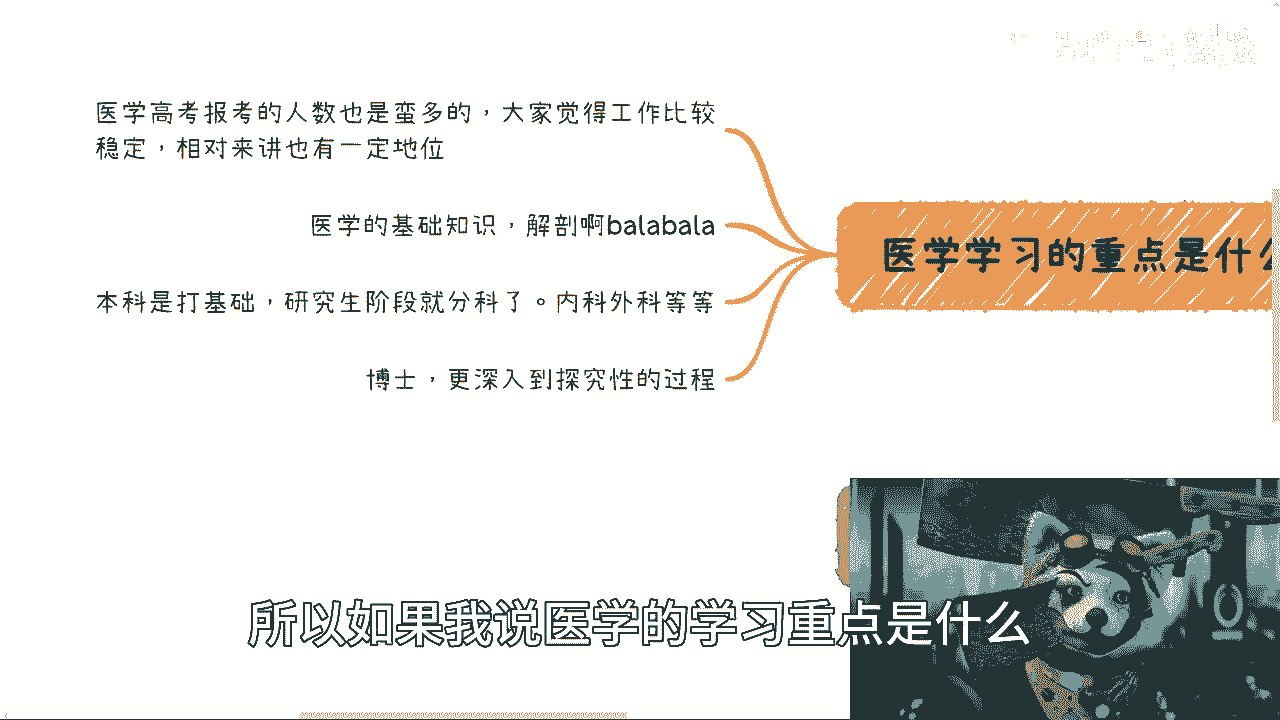 医学高考报考的人数也是蛮多的，大家觉得工作比较
稳定，相对来讲也有一定地位
医学的基础知识，解剖啊balabala
医学学习的重点是什
本科是打基础，研究生阶段就分科了。内科外科等等
博士，更深入到探究性的过程
所以如果我说医学的学习重点是什么